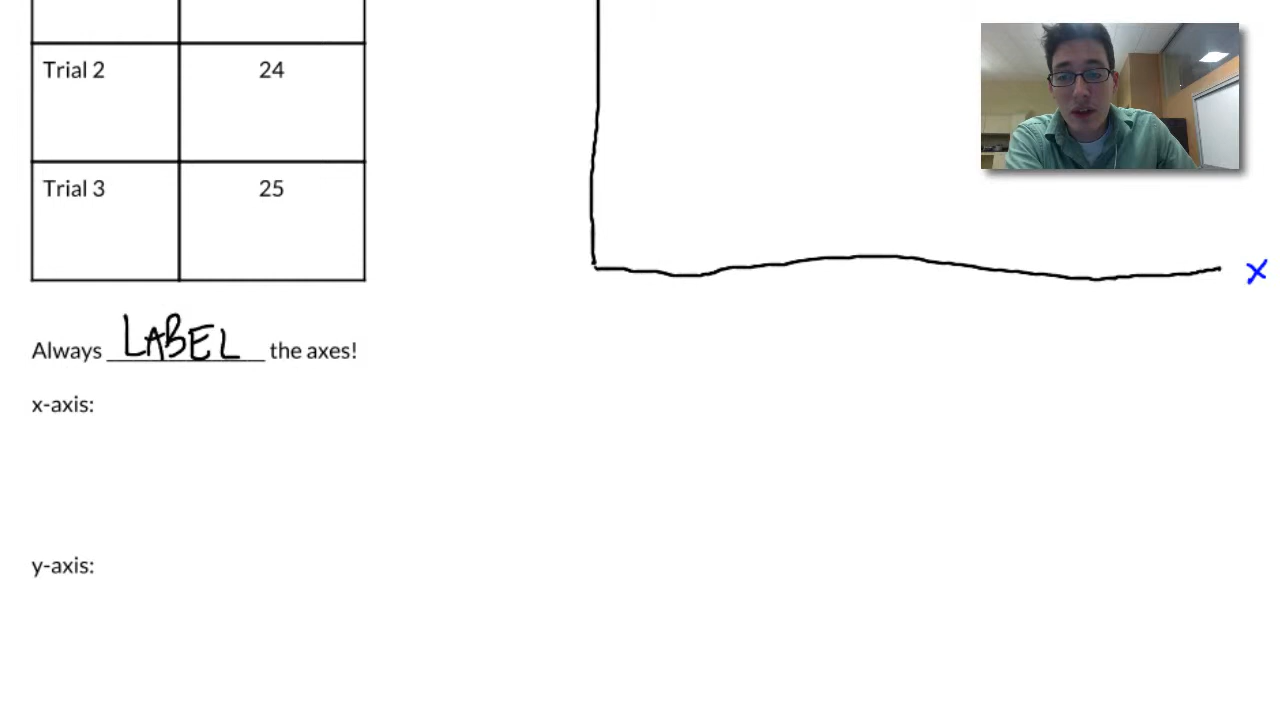 Trial 2 24
Trial 3 25
x
Always LABEL the axes!
x-axis:
y-axis: